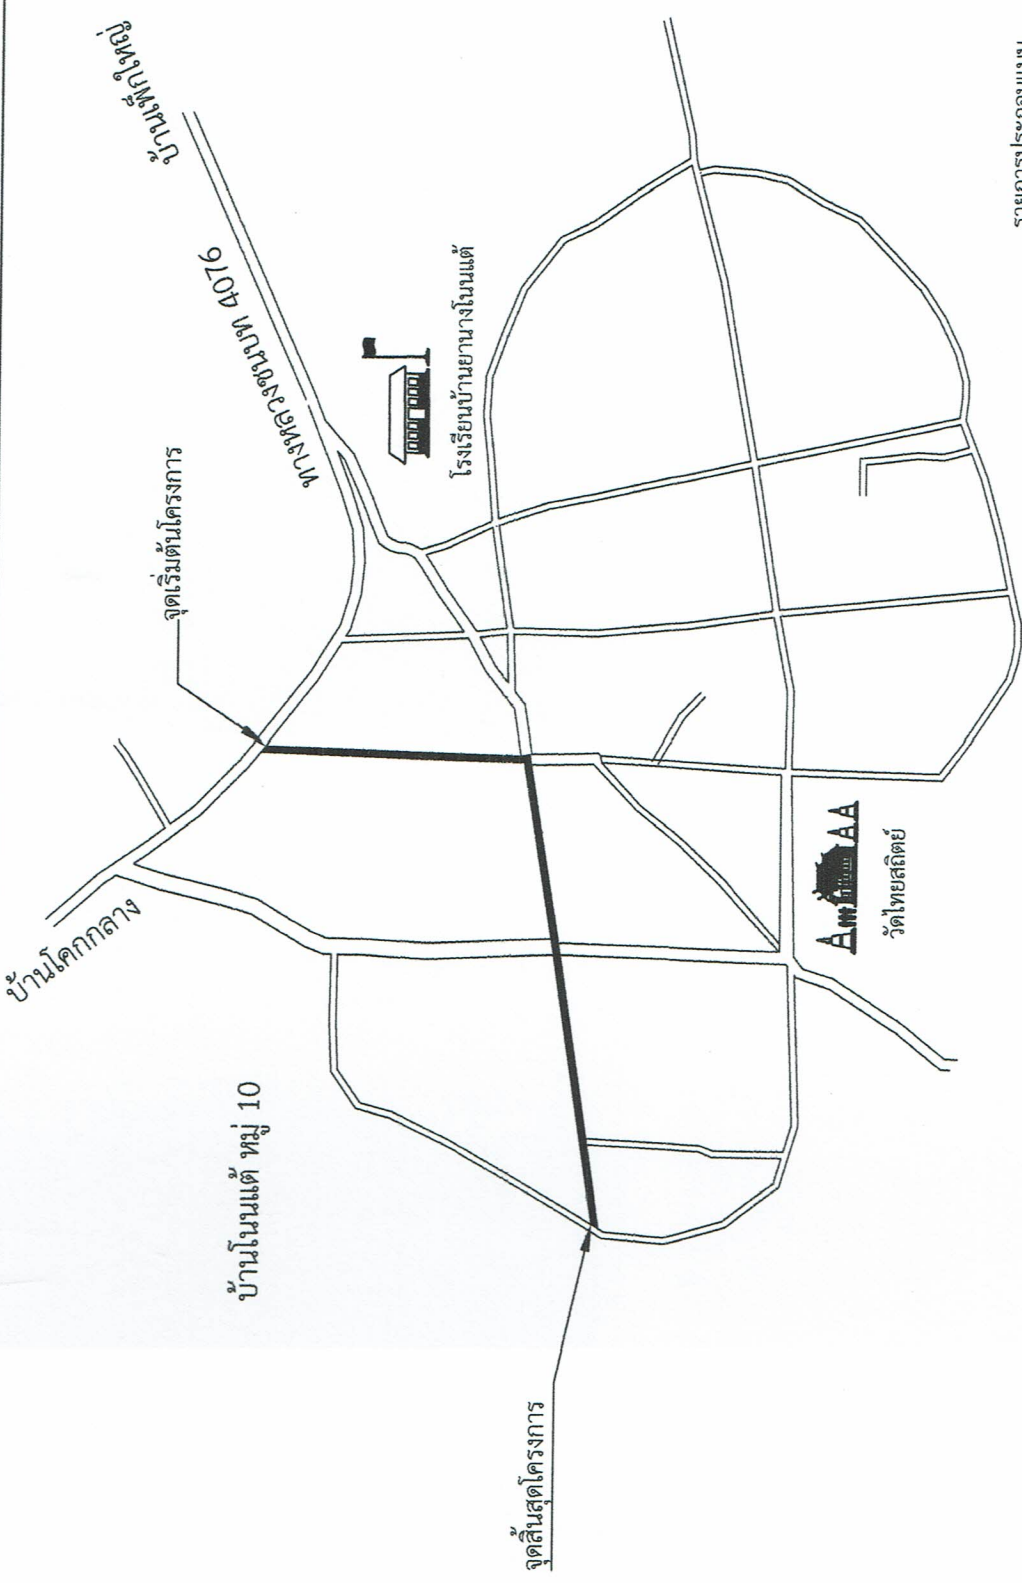 บ้านเพ็กใหญ่
ทางหลวงชนบท 4076
โรงเรียนบ้านยานางโนนแต้
จุดเริ่มต้นโครงการ
บ้านโคกกลาง
วัดไทยสถิตย์
บ้านโนนแต้ หมู่ 10
จุดสิ้นสุดโครงการ